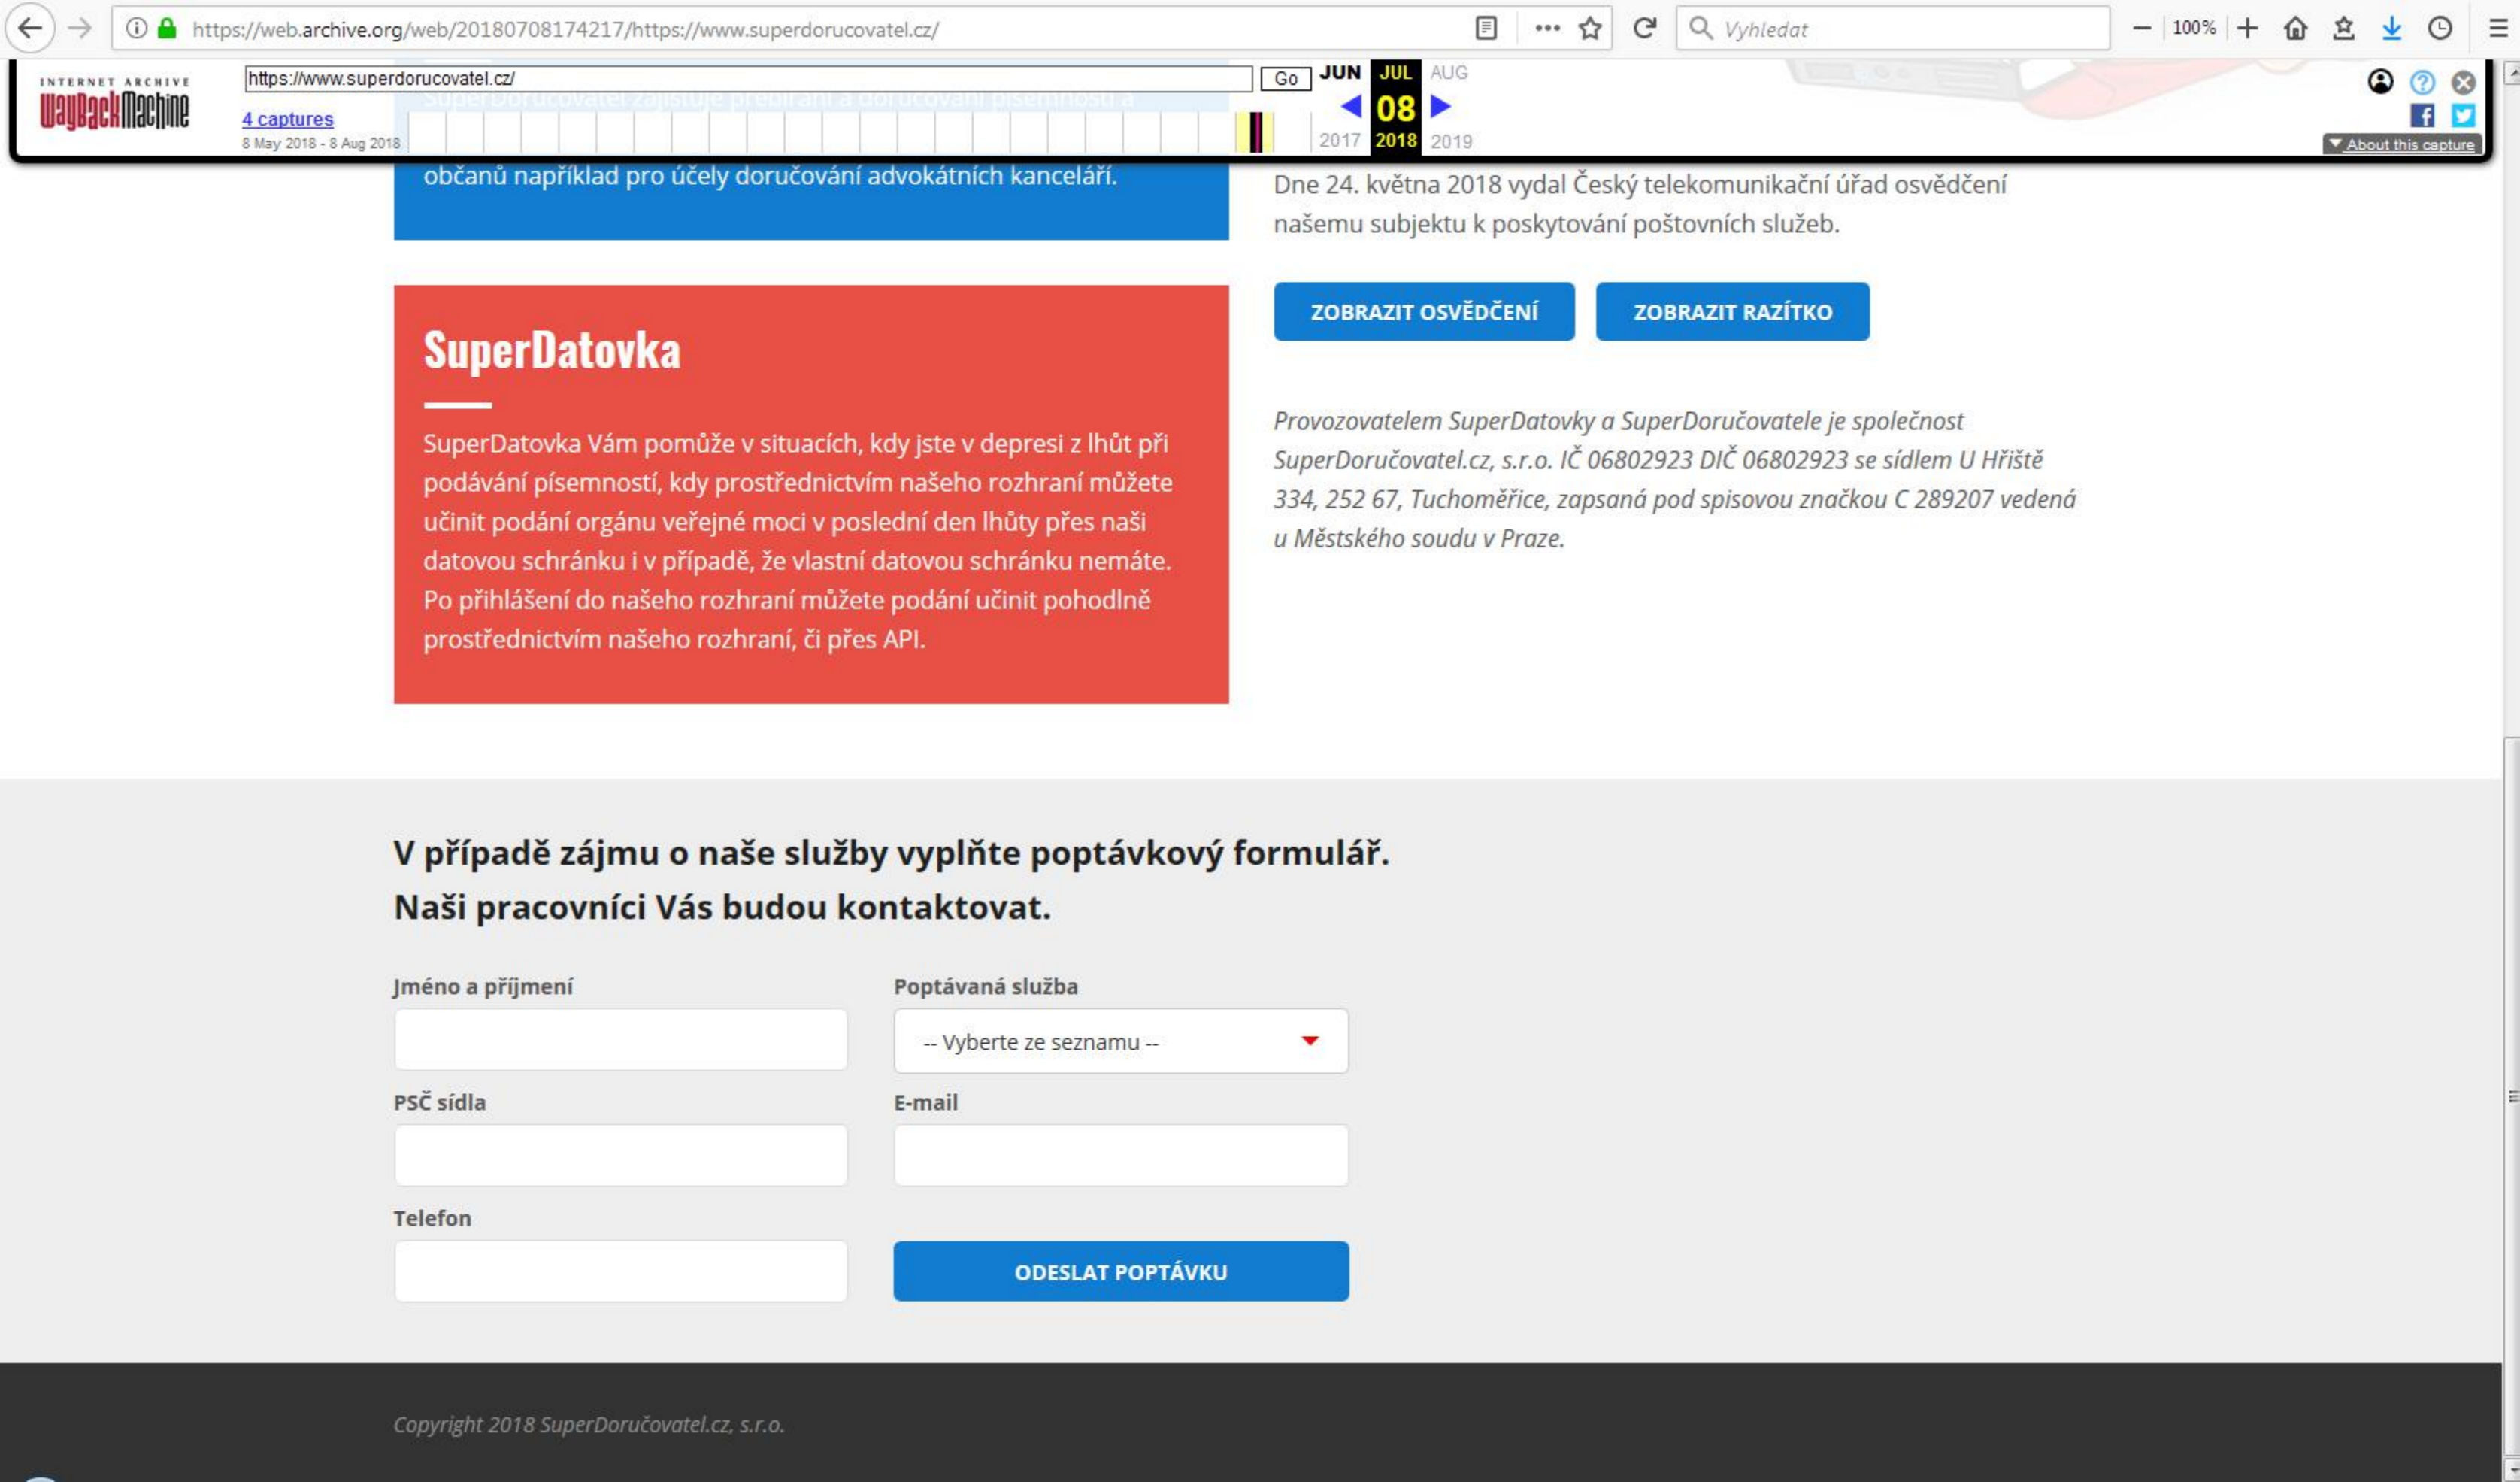 https://web.archive.org/web/20180708174217/https://www.superdorucovatel.cz/
Vyhledat
100%
INTERNET ARCHIVE
WayBackMachine
https://www.superdorucovatel.cz/
Go
JUN JUL AUG
08
2017 2018 2019
4 captures
8 May 2018 - 8 Aug 2018
About this capture
SuperDoručovatel zajistuje přebírání a doručování písemností a
občanů například pro účely doručování advokátních kanceláří.
SuperDatovka
SuperDatovka Vám pomůže v situacích, kdy jste v depresi z lhůt při
podávání písemností, kdy prostřednictvím našeho rozhraní můžete
učinit podání orgánu veřejné moci v poslední den lhůty přes naši
datovou schránku i v případě, že vlastní datovou schránku nemáte.
Po přihlášení do našeho rozhraní můžete podání učinit pohodlně
prostřednictvím našeho rozhraní, či přes API.
Dne 24. května 2018 vydal Český telekomunikační úřad osvědčení
našemu subjektu k poskytování poštovních služeb.
ZOBRAZIT OSVĚDČENÍ
ZOBRAZIT RAZÍTKO
Provozovatelem SuperDatovky a SuperDoručovatele je společnost
SuperDoručovatel.cz, s.r.o. IČ 06802923 DIČ 06802923 se sídlem U Hřiště
334, 252 67, Tuchoměřice, zapsaná pod spisovou značkou C 289207 vedená
u Městského soudu v Praze.
V případě zájmu o naše služby vyplňte poptávkový formulář.
Naši pracovníci Vás budou kontaktovat.
Jméno a příjmení
Poptávaná služba
-- Vyberte ze seznamu --
PSČ sídla
E-mail
Telefon
ODESLAT POPTÁVKU
Copyright 2018 SuperDoručovatel.cz, s.r.o.